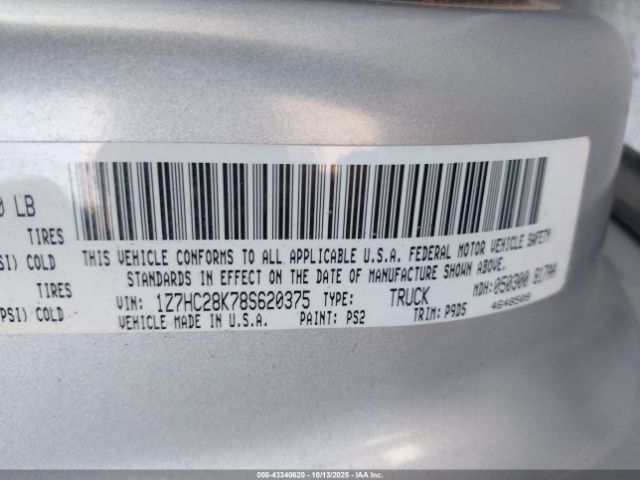 0 LB
TIRES
SI) COLD
TIRES
PSI) COLD
THIS VEHICLE CONFORMS TO ALL APPLICABLE U.S.A. FEDERAL MOTOR VEHICLE SAFETY
STANDARDS IN EFFECT ON THE DATE OF MANUFACTURE SHOWN ABOVE.
VIN: 1Z7HC28K78S620375 TYPE: TRUCK MDH: 050300 817AA
VEHICLE MADE IN U.S.A. PAINT: PS2 TRIM: P9D5 4648509
000-43340620 - 10/13/2025 - IAA Inc.